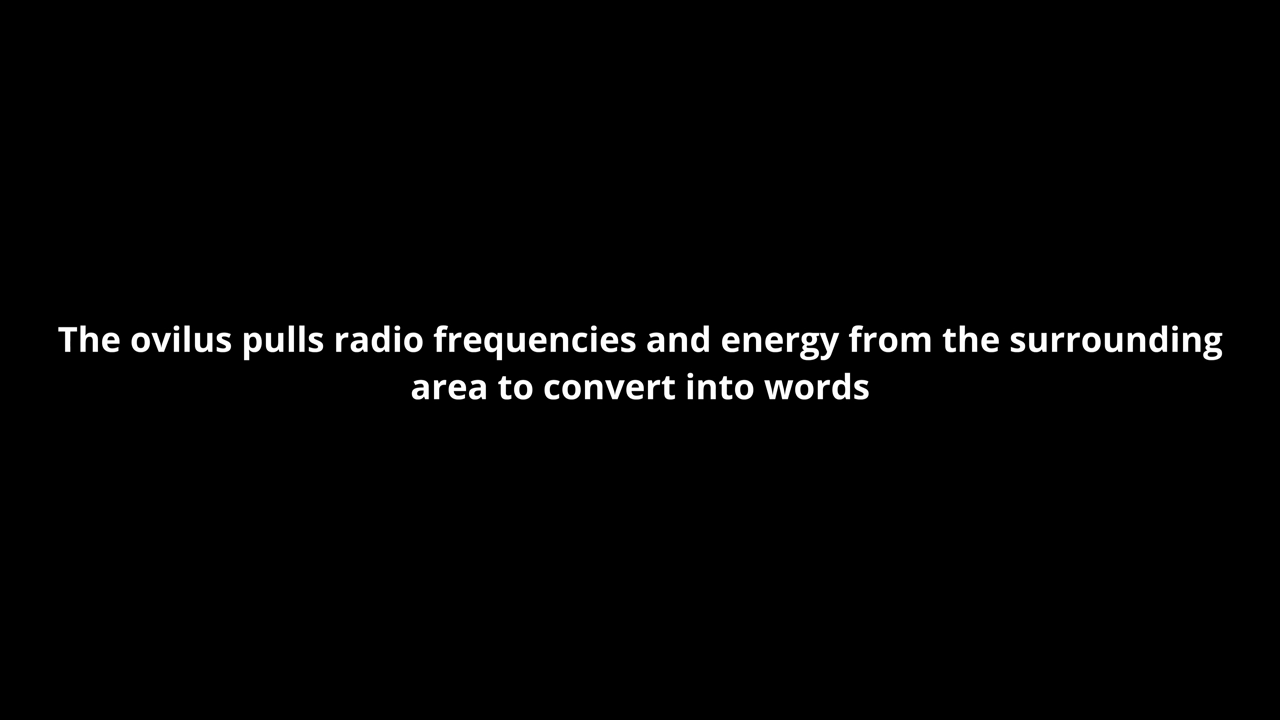 The ovilus pulls radio frequencies and energy from the surrounding
area to convert into words